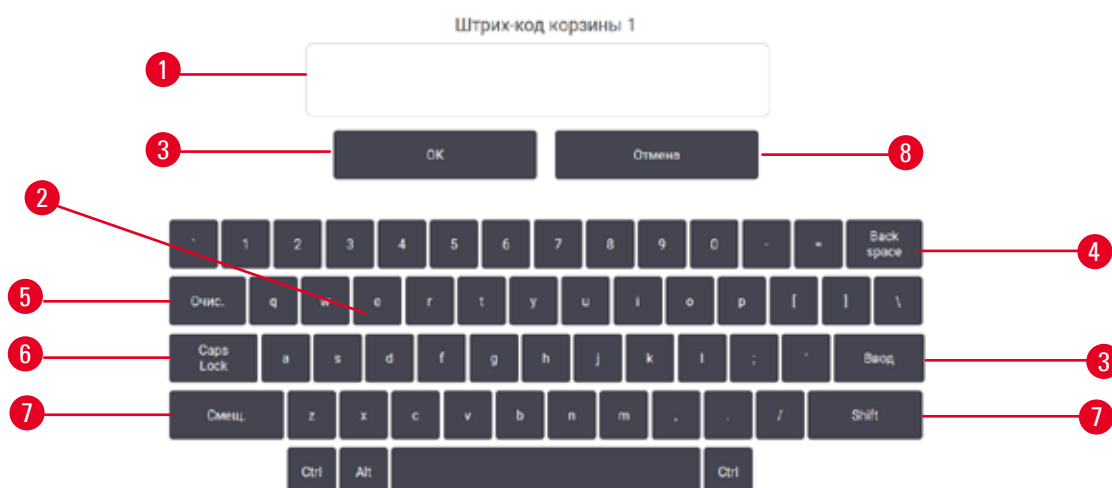 Штрих-код корзины 1
1
3 OK Отмена 8
2
` 1 2 3 4 5 6 7 8 9 0 - = Back space 4
5 Очис. q w e r t y u i o p [ ] \
6 Caps Lock a s d f g h j k l ; ' Ввод 3
7 Смещ. z x c v b n m , . / Shift 7
Ctrl Alt Ctrl